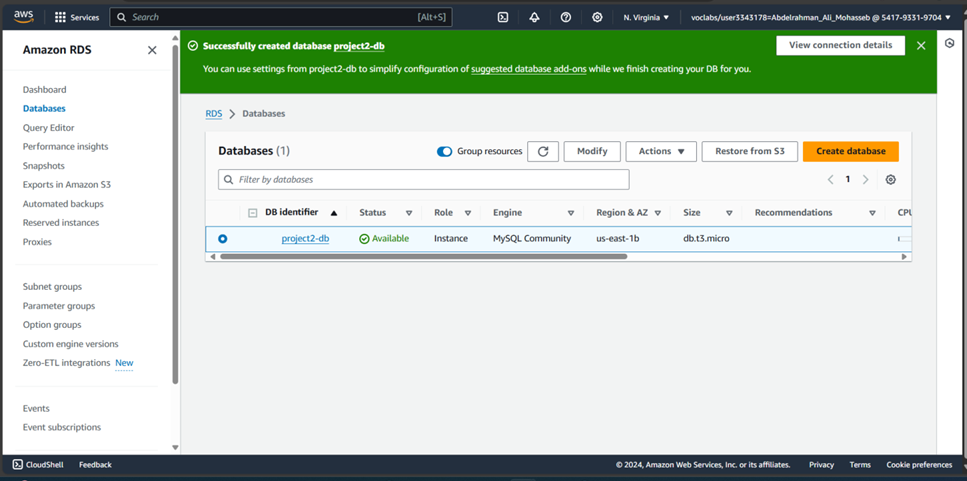 aws Services Search [Alt+S] N. Virginia voclabs/user3343178=Abdelrahman_Ali_Mohasseb @ 5417-9331-9704
Amazon RDS
Dashboard
Databases
Query Editor
Performance insights
Snapshots
Exports in Amazon S3
Automated backups
Reserved instances
Proxies
Subnet groups
Parameter groups
Option groups
Custom engine versions
Zero-ETL integrations New
Events
Event subscriptions
Successfully created database project2-db View connection details
You can use settings from project2-db to simplify configuration of suggested database add-ons while we finish creating your DB for you.
RDS > Databases
Databases (1) Group resources Modify Actions Restore from S3 Create database
Filter by databases 1
DB identifier Status Role Engine Region & AZ Size Recommendations CPU
project2-db Available Instance MySQL Community us-east-1b db.t3.micro
CloudShell Feedback © 2024, Amazon Web Services, Inc. or its affiliates. Privacy Terms Cookie preferences